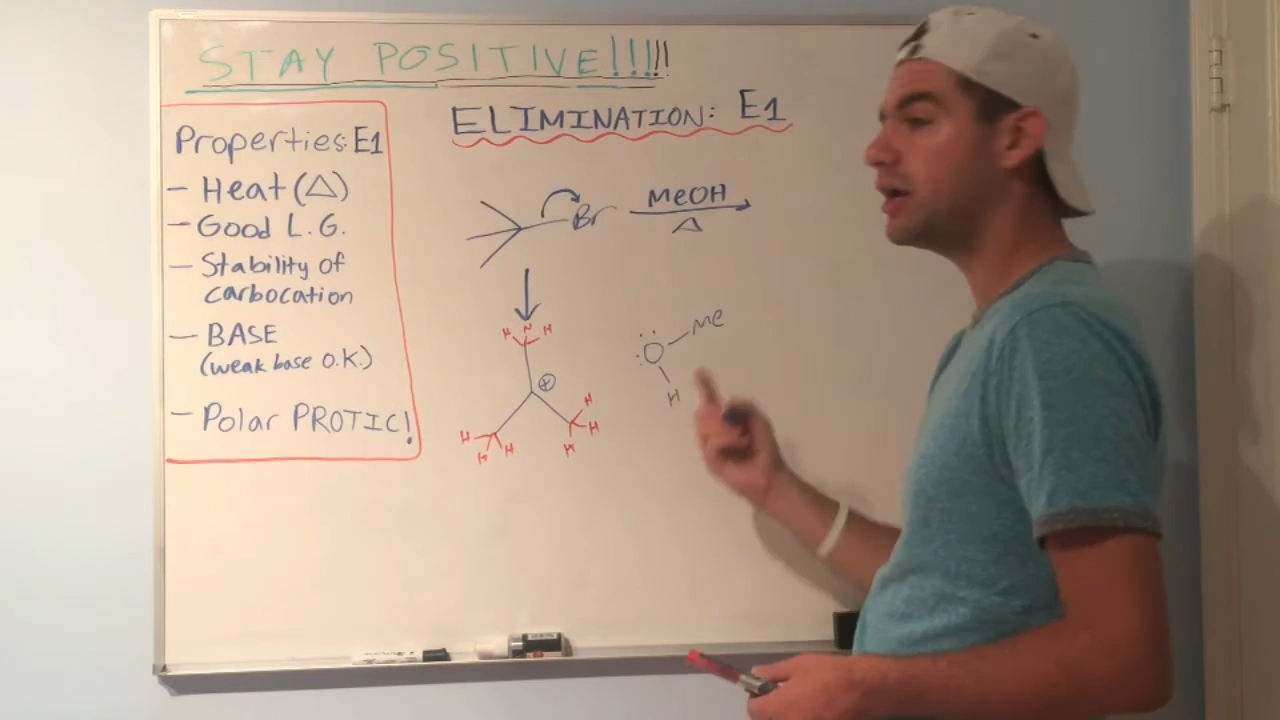 STAY POSITIVE!!!!!
ELIMINATION: E1
Properties: E1
- Heat (△)
- Good L.G.
- Stability of
carbocation
- BASE
(weak base O.K.)
- Polar PROTIC!
Br
MeOH
△
H H H
⊕
H H H
H H H
:Ö Me
H